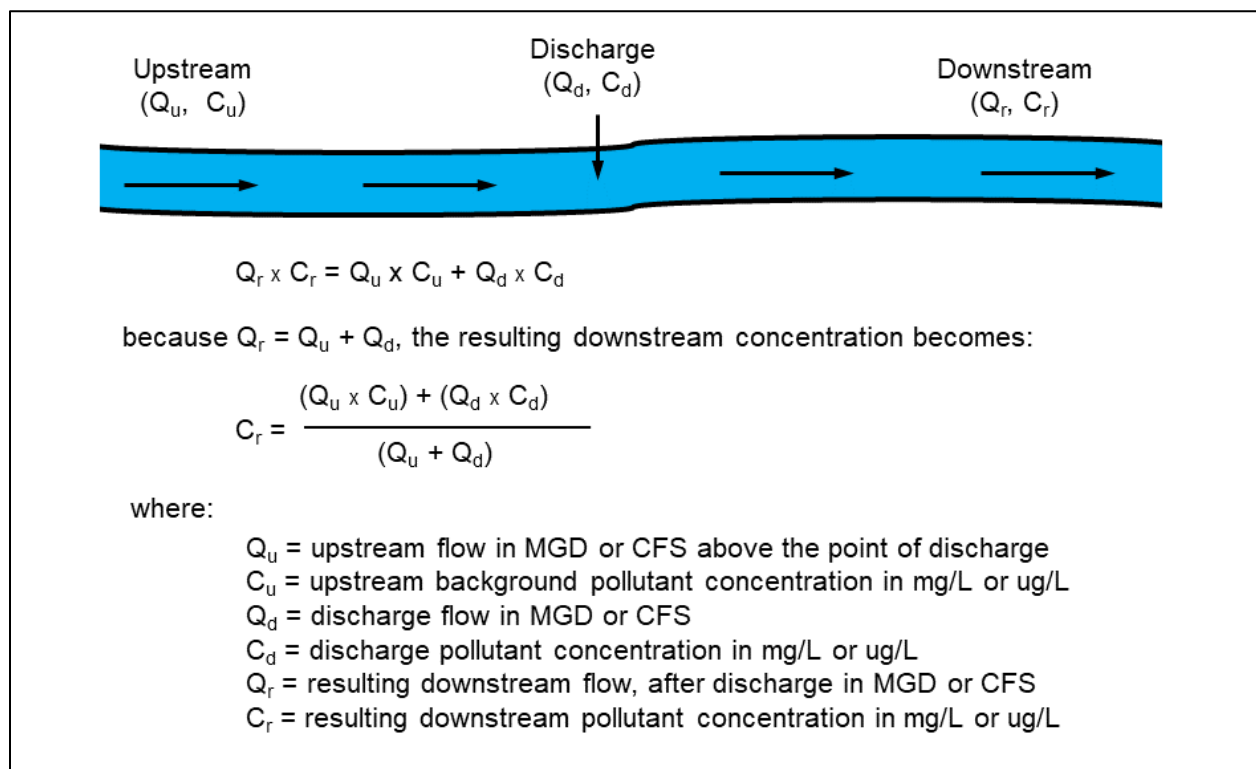 Upstream
(Qu, Cu)
Discharge
(Qd, Cd)
Downstream
(Qr, Cr)
Qr x Cr = Qu x Cu + Qd x Cd
because Qr = Qu + Qd, the resulting downstream concentration becomes:
Cr =
(Qu x Cu) + (Qd x Cd)
(Qu + Qd)
where:
Qu = upstream flow in MGD or CFS above the point of discharge
Cu = upstream background pollutant concentration in mg/L or ug/L
Qd = discharge flow in MGD or CFS
Cd = discharge pollutant concentration in mg/L or ug/L
Qr = resulting downstream flow, after discharge in MGD or CFS
Cr = resulting downstream pollutant concentration in mg/L or ug/L